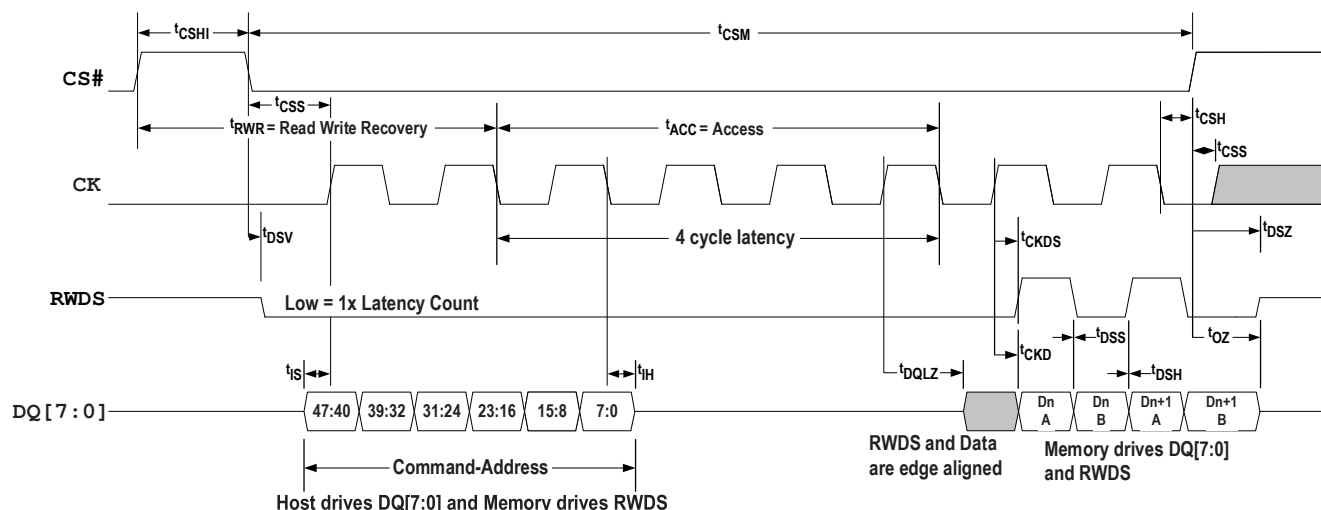 tCSHI
tCSM
CS#
tCSS
tCSH
tRWR = Read Write Recovery
tACC = Access
tCSS
CK
tDSV
4 cycle latency
tCKDS
tDSZ
RWDS
Low = 1x Latency Count
tCKD
tDSS
tOZ
tIS
tIH
tDQLZ
tDSH
DQ[7:0]
47:40 39:32 31:24 23:16 15:8 7:0
Dn Dn Dn+1 Dn+1
A B A B
Command-Address
RWDS and Data
are edge aligned
Memory drives DQ[7:0]
and RWDS
Host drives DQ[7:0] and Memory drives RWDS